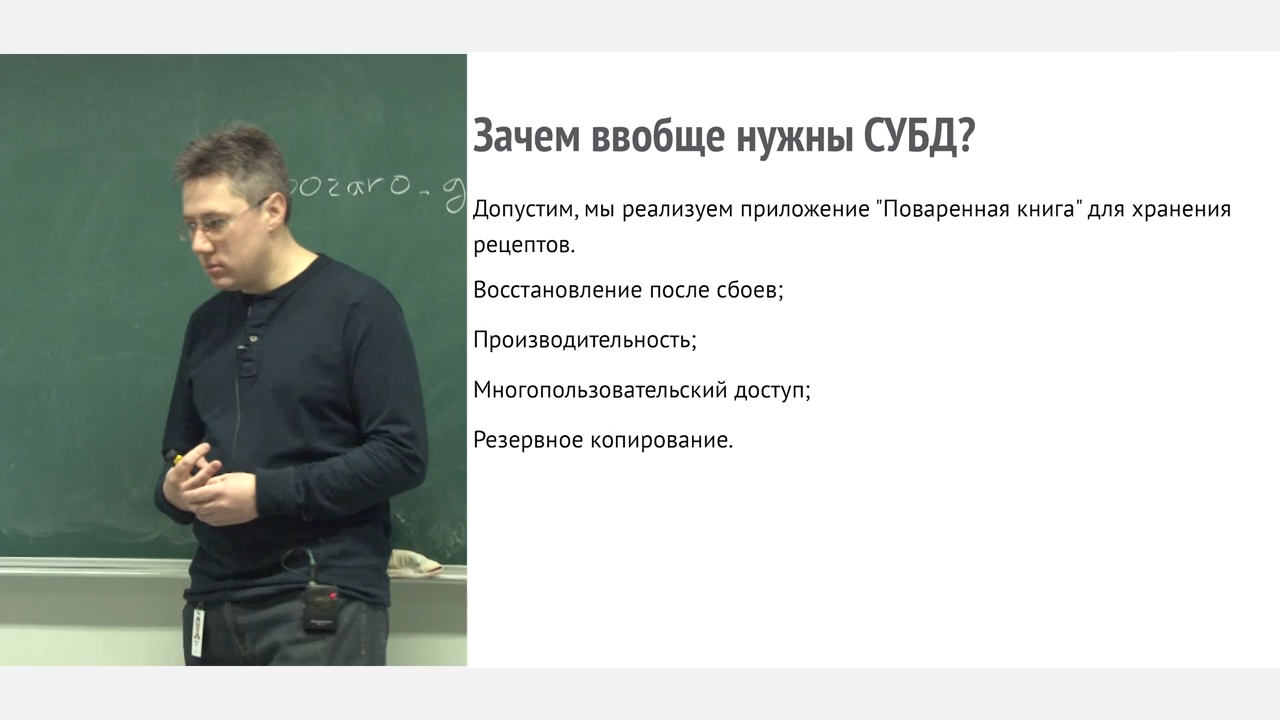 Зачем ввобще нужны СУБД?
Допустим, мы реализуем приложение "Поваренная книга" для хранения
рецептов.
Восстановление после сбоев;
Производительность;
Многопользовательский доступ;
Резервное копирование.